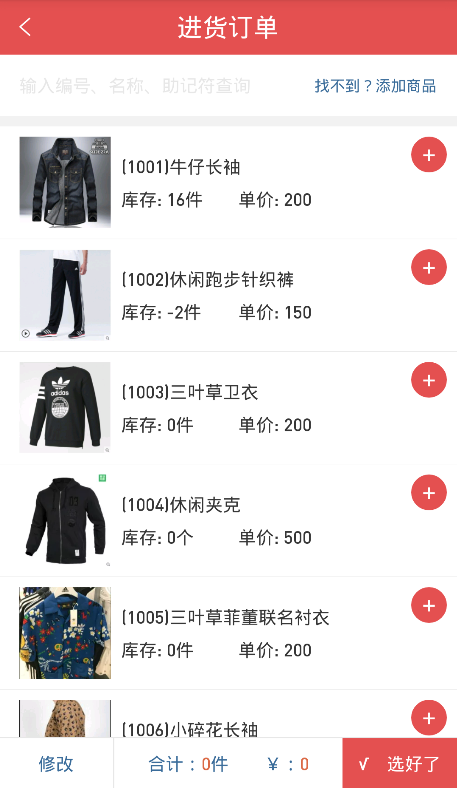 进货订单
输入编号、名称、助记符查询 找不到？添加商品
(1001)牛仔长袖
库存: 16件 单价: 200
(1002)休闲跑步针织裤
库存: -2件 单价: 150
adidas
(1003)三叶草卫衣
库存: 0件 单价: 200
(1004)休闲夹克
库存: 0个 单价: 500
(1005)三叶草菲董联名衬衣
库存: 0件 单价: 200
(1006)小碎花长袖
修改 合计：0件 ¥ ：0 √ 选好了